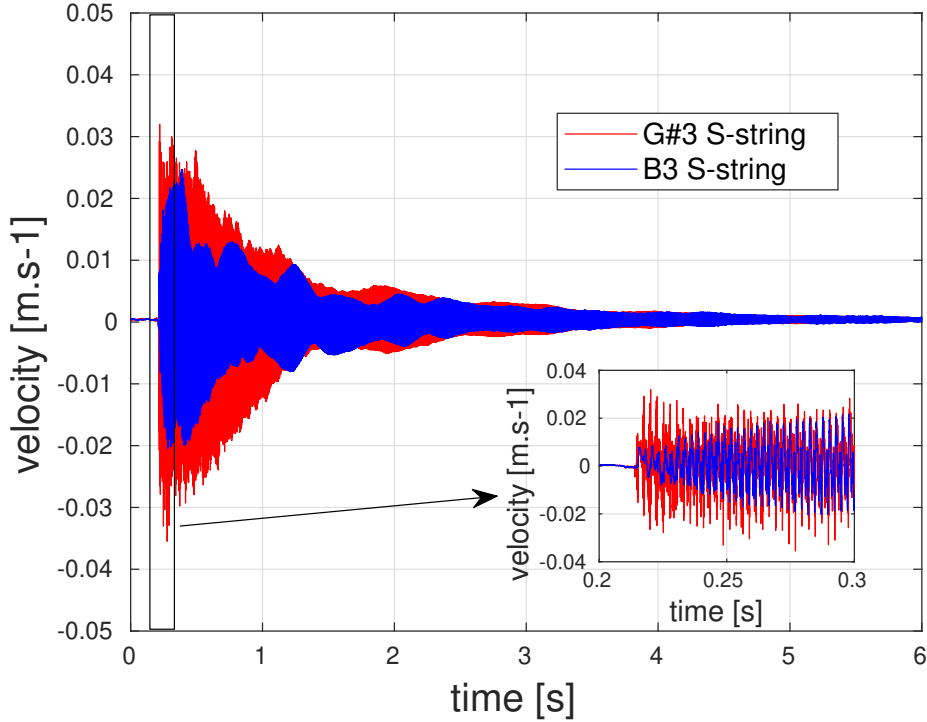 0.05
0.04
0.03
0.02
0.01
0
-0.01
-0.02
-0.03
-0.04
-0.05
velocity [m.s-1]
0 1 2 3 4 5 6
time [s]
G#3 S-string
B3 S-string
0.04
0.02
0
-0.02
-0.04
velocity [m.s-1]
0.2 0.25 0.3
time [s]